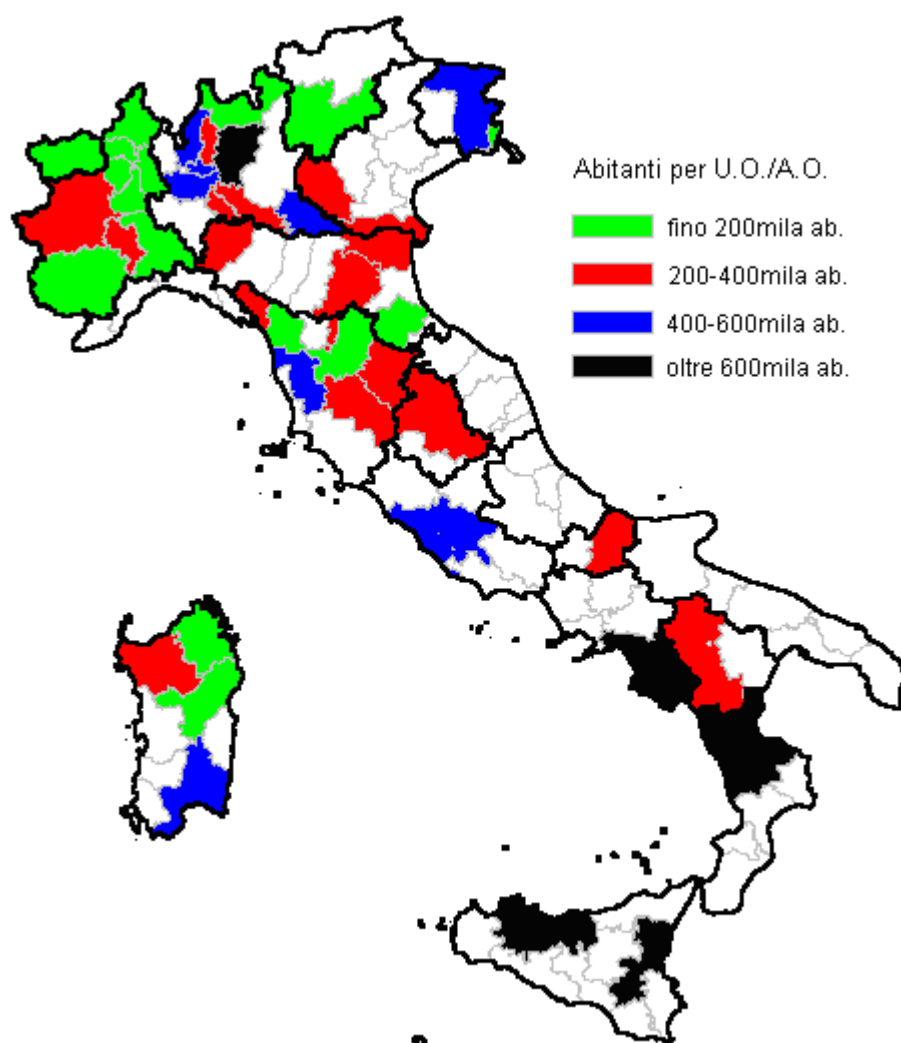 Abitanti per U.O./A.O.
fino 200mila ab.
200-400mila ab.
400-600mila ab.
oltre 600mila ab.